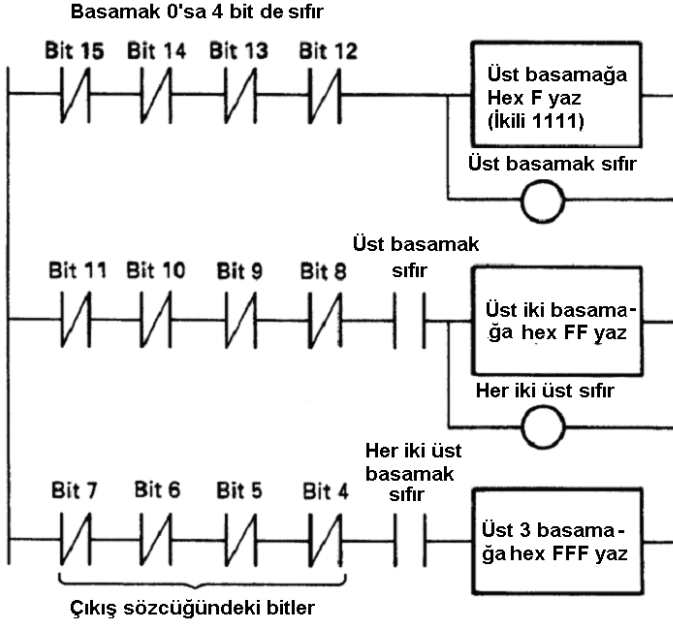 Basamak 0'sa 4 bit de sıfır
Bit 15 Bit 14 Bit 13 Bit 12
Üst basamağa
Hex F yaz
(İkili 1111)
Üst basamak sıfır
Üst basamak
sıfır
Bit 11 Bit 10 Bit 9 Bit 8
Üst iki basama-
ğa hex FF yaz
Her iki üst sıfır
Her iki üst
basamak
sıfır
Bit 7 Bit 6 Bit 5 Bit 4
Üst 3 basama-
ğa hex FFF yaz
Çıkış sözcüğündeki bitler